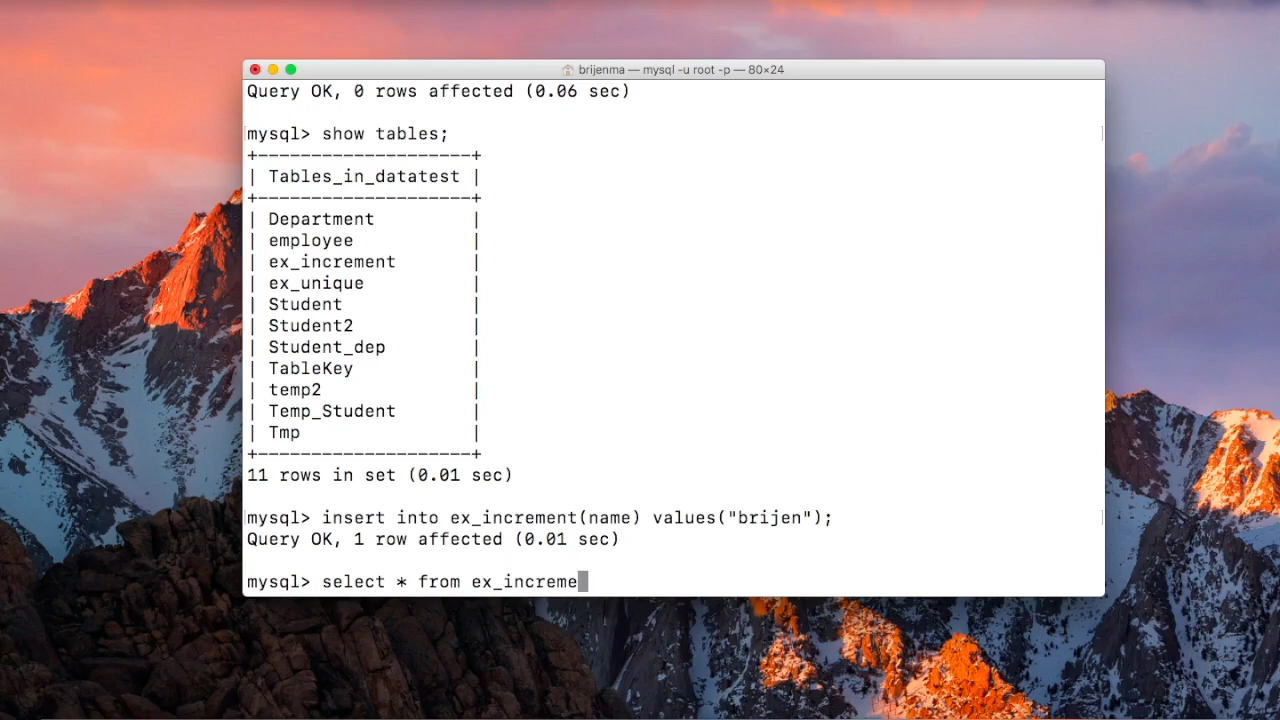 brijenma — mysql -u root -p — 80×24
Query OK, 0 rows affected (0.06 sec)
mysql> show tables;
+--------------------+
| Tables_in_datatest |
+--------------------+
| Department         |
| employee           |
| ex_increment       |
| ex_unique          |
| Student            |
| Student2           |
| Student_dep        |
| TableKey           |
| temp2              |
| Temp_Student       |
| Tmp                |
+--------------------+
11 rows in set (0.01 sec)
mysql> insert into ex_increment(name) values("brijen");
Query OK, 1 row affected (0.01 sec)
mysql> select * from ex_increme